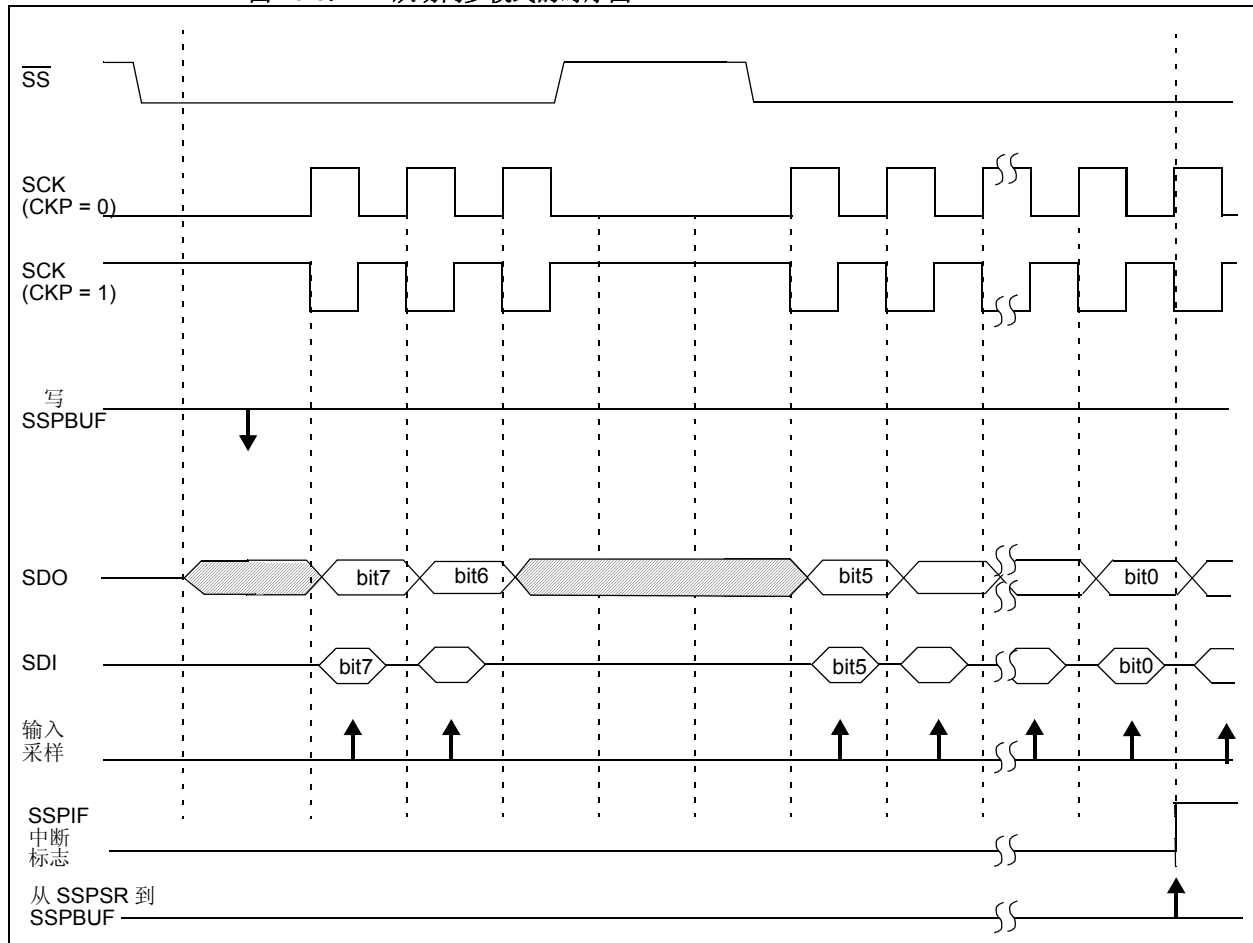 SS
SCK
(CKP = 0)
SCK
(CKP = 1)
写
SSPBUF
SDO
bit7
bit6
bit5
bit0
SDI
bit7
bit5
bit0
输入
采样
SSPIF
中断
标志
从 SSPSR 到
SSPBUF